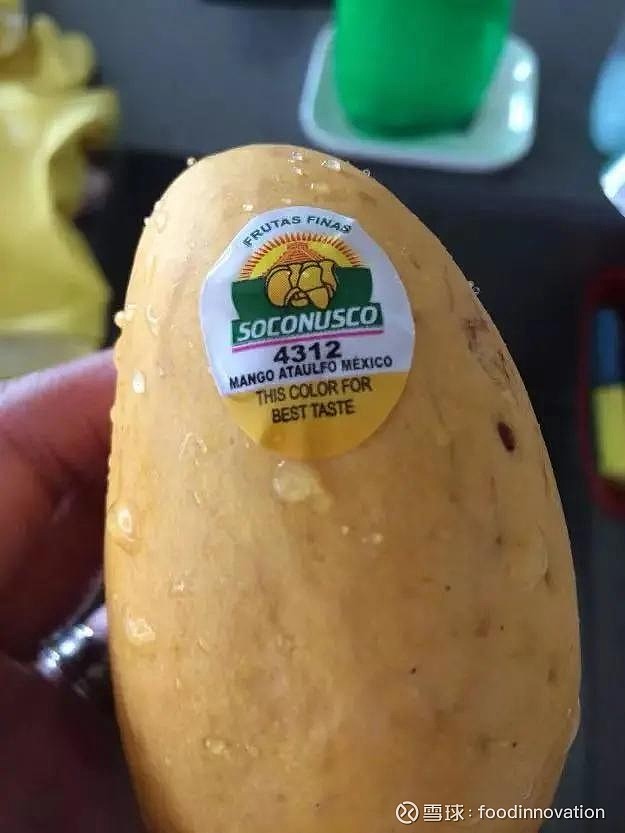 FRUTAS FINAS
SOCONUSCO
4312
MANGO ATAULFO MÉXICO
THIS COLOR FOR
BEST TASTE
雪球：foodinnovation